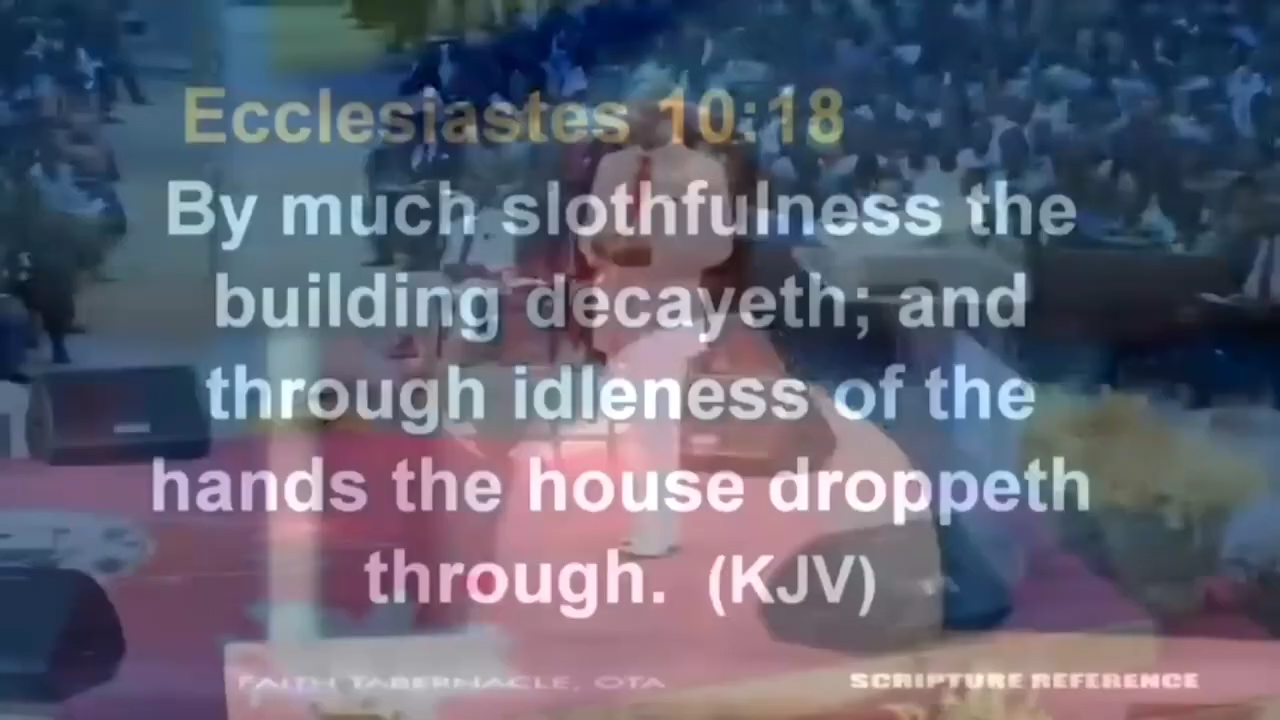 Ecclesiastes 10:18
By much slothfulness the
building decayeth; and
through idleness of the
hands the house droppeth
through. (KJV)
FAITH TABERNACLE, OTA
SCRIPTURE REFERENCE